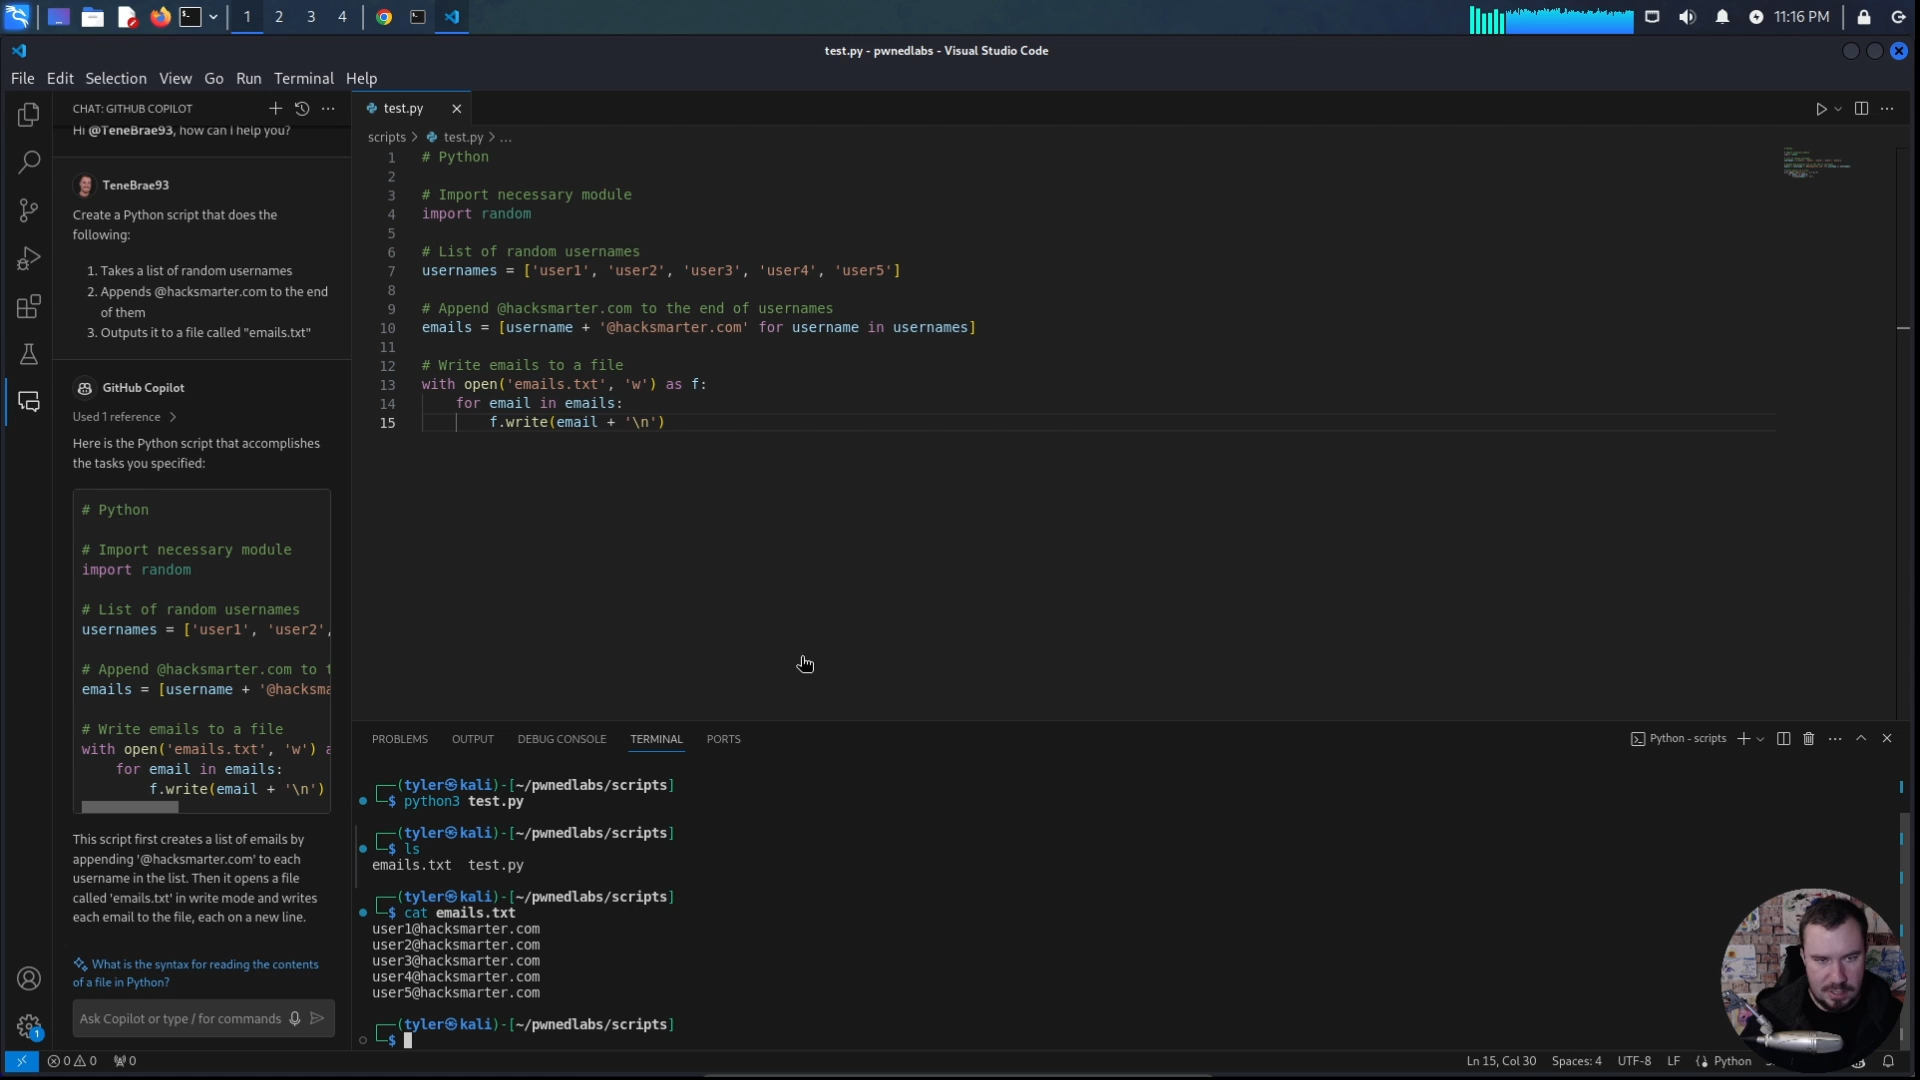 1
2
3
4
11:16 PM
test.py - pwnedlabs - Visual Studio Code
File Edit Selection View Go Run Terminal Help
CHAT: GITHUB COPILOT
Hi @TeneBrae93, how can I help you?
TeneBrae93
Create a Python script that does the
following:
1. Takes a list of random usernames
2. Appends @hacksmarter.com to the end
of them
3. Outputs it to a file called "emails.txt"
GitHub Copilot
Used 1 reference
Here is the Python script that accomplishes
the tasks you specified:
# Python
# Import necessary module
import random
# List of random usernames
usernames = ['user1', 'user2',
# Append @hacksmarter.com to t
emails = [username + '@hacksma
# Write emails to a file
with open('emails.txt', 'w') a
for email in emails:
f.write(email + '\n')
This script first creates a list of emails by
appending '@hacksmarter.com' to each
username in the list. Then it opens a file
called 'emails.txt' in write mode and writes
each email to the file, each on a new line.
What is the syntax for reading the contents
of a file in Python?
Ask Copilot or type / for commands
1
test.py
scripts > test.py > ...
1 # Python
2
3 # Import necessary module
4 import random
5
6 # List of random usernames
7 usernames = ['user1', 'user2', 'user3', 'user4', 'user5']
8
9 # Append @hacksmarter.com to the end of usernames
10 emails = [username + '@hacksmarter.com' for username in usernames]
11
12 # Write emails to a file
13 with open('emails.txt', 'w') as f:
14 for email in emails:
15 f.write(email + '\n')
PROBLEMS OUTPUT DEBUG CONSOLE TERMINAL PORTS
Python - scripts
(tyler㉿kali)-[~/pwnedlabs/scripts]
$ python3 test.py
(tyler㉿kali)-[~/pwnedlabs/scripts]
$ ls
emails.txt test.py
(tyler㉿kali)-[~/pwnedlabs/scripts]
$ cat emails.txt
user1@hacksmarter.com
user2@hacksmarter.com
user3@hacksmarter.com
user4@hacksmarter.com
user5@hacksmarter.com
(tyler㉿kali)-[~/pwnedlabs/scripts]
$
0 0 0
Ln 15, Col 30 Spaces: 4 UTF-8 LF Python